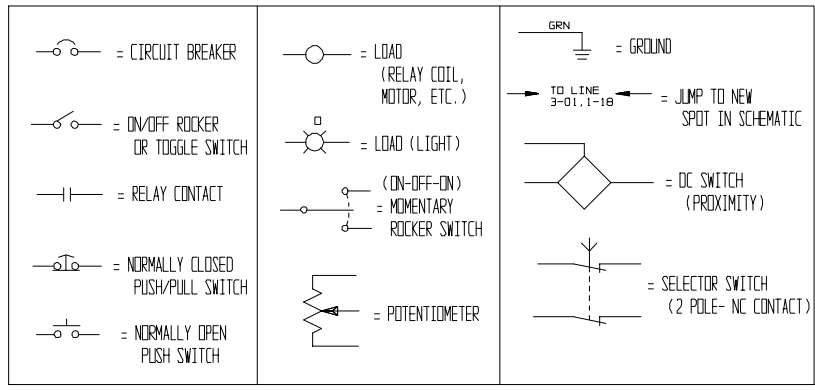 = CIRCUIT BREAKER
= ON/OFF ROCKER
OR TOGGLE SWITCH
= RELAY CONTACT
= NORMALLY CLOSED
PUSH/PULL SWITCH
= NORMALLY OPEN
PUSH SWITCH
= LOAD
(RELAY COIL,
MOTOR, ETC.)
= LOAD (LIGHT)
(ON-OFF-ON)
= MOMENTARY
ROCKER SWITCH
= POTENTIOMETER
GRN
= GROUND
TO LINE
3-01,1-18
= JUMP TO NEW
SPOT IN SCHEMATIC
= DC SWITCH
(PROXIMITY)
= SELECTOR SWITCH
(2 POLE- NC CONTACT)